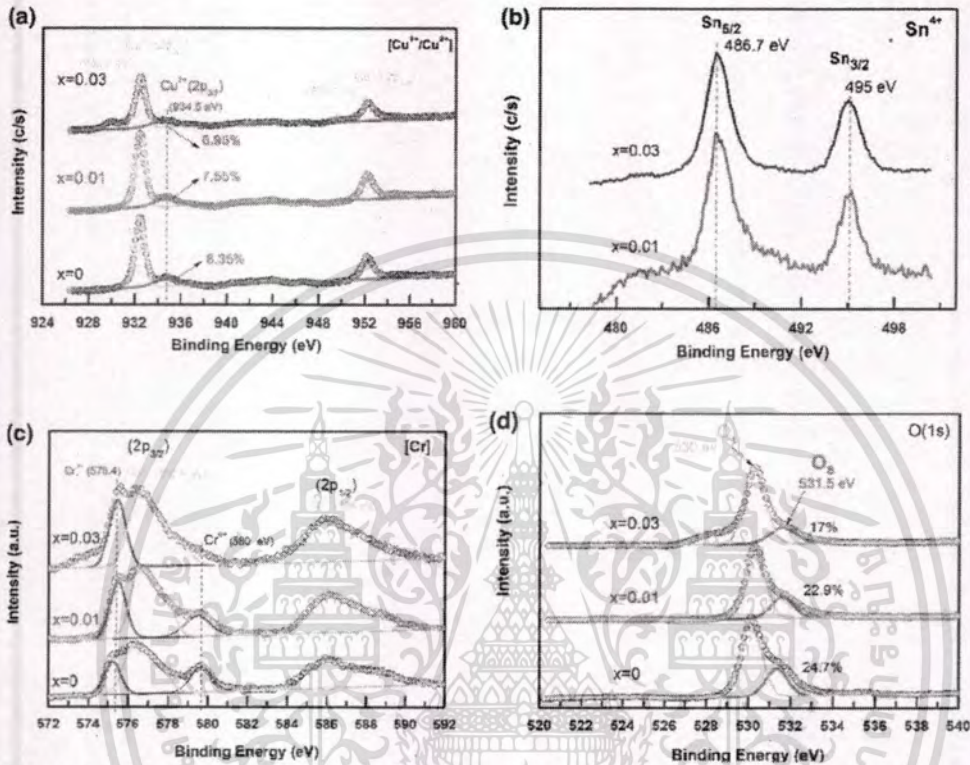 (a)
[Cu¹⁺/Cu²⁺]
x=0.03
Cu²⁺(2p₃/₂)
(934.5 eV)
6.95%
x=0.01
7.55%
x=0
8.35%
Intensity (c/s)
924 928 932 936 940 944 948 952 956 960
Binding Energy (eV)
(b)
Sn₅/₂
486.7 eV
Sn⁴⁺
Sn₃/₂
495 eV
x=0.03
x=0.01
Intensity (c/s)
480 486 492 498
Binding Energy (eV)
(c)
(2p₃/₂)
[Cr]
(2p₁/₂)
x=0.03
Cr⁶⁺ (580 eV)
x=0.01
x=0
Intensity (a.u.)
572 574 576 578 580 582 584 586 588 590 592
Binding Energy (eV)
(d)
O(1s)
531.5 eV
x=0.03
17%
x=0.01
22.9%
x=0
24.7%
Intensity (a.u.)
520 522 524 526 528 530 532 534 536 538 540
Binding Energy (eV)